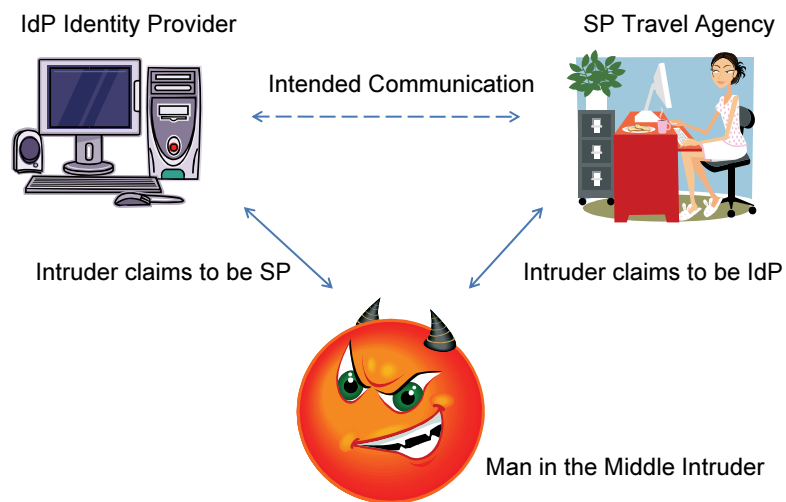 IdP Identity Provider
SP Travel Agency
Intended Communication
Intruder claims to be SP
Intruder claims to be IdP
Man in the Middle Intruder